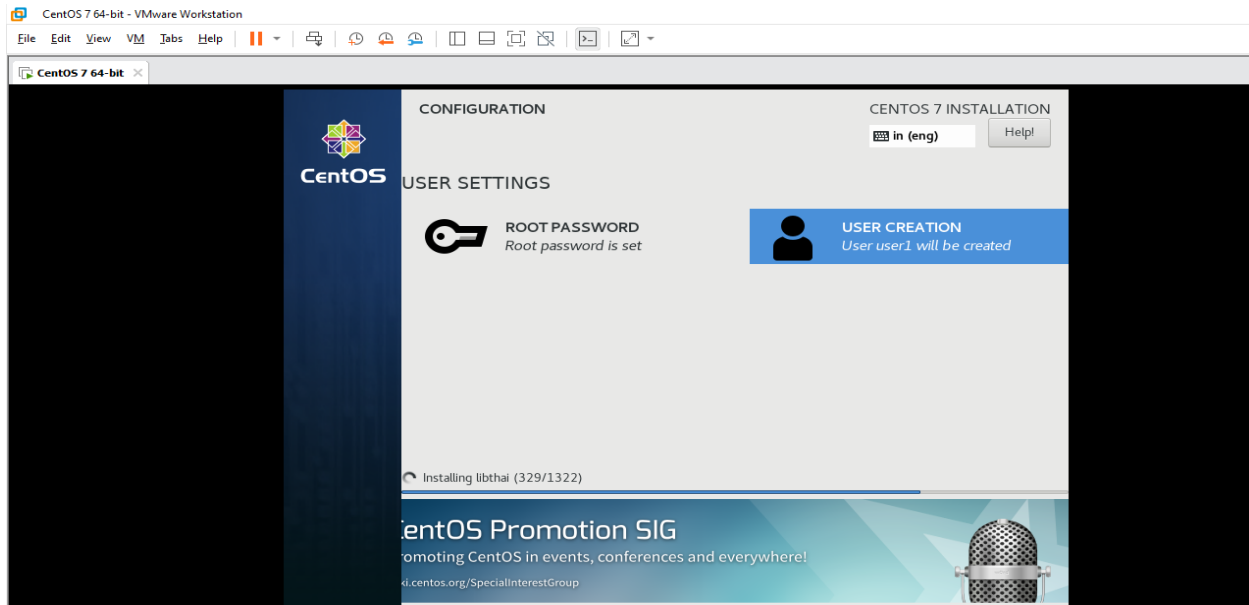 CentOS 7 64-bit - VMware Workstation
File Edit View VM Tabs Help
CentOS 7 64-bit
CONFIGURATION
CENTOS 7 INSTALLATION
in (eng)
Help!
CentOS
USER SETTINGS
ROOT PASSWORD
Root password is set
USER CREATION
User user1 will be created
Installing libthai (329/1322)
entOS Promotion SIG
omoting CentOS in events, conferences and everywhere!
ki.centos.org/SpecialInterestGroup